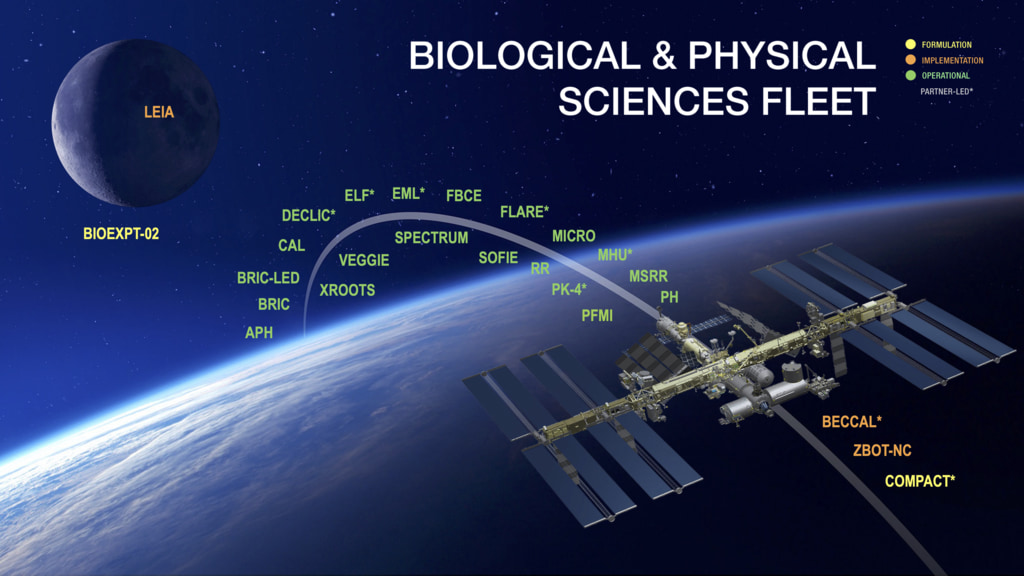 BIOLOGICAL & PHYSICAL
SCIENCES FLEET
FORMULATION
IMPLEMENTATION
OPERATIONAL
PARTNER-LED*
LEIA
BIOEXPT-02
ELF*
EML*
FBCE
DECLIC*
FLARE*
CAL
SPECTRUM
MICRO
VEGGIE
SOFIE
MHU*
BRIC-LED
RR
MSRR
XROOTS
PK-4*
BRIC
PH
APH
PFMI
BECCAL*
ZBOT-NC
COMPACT*